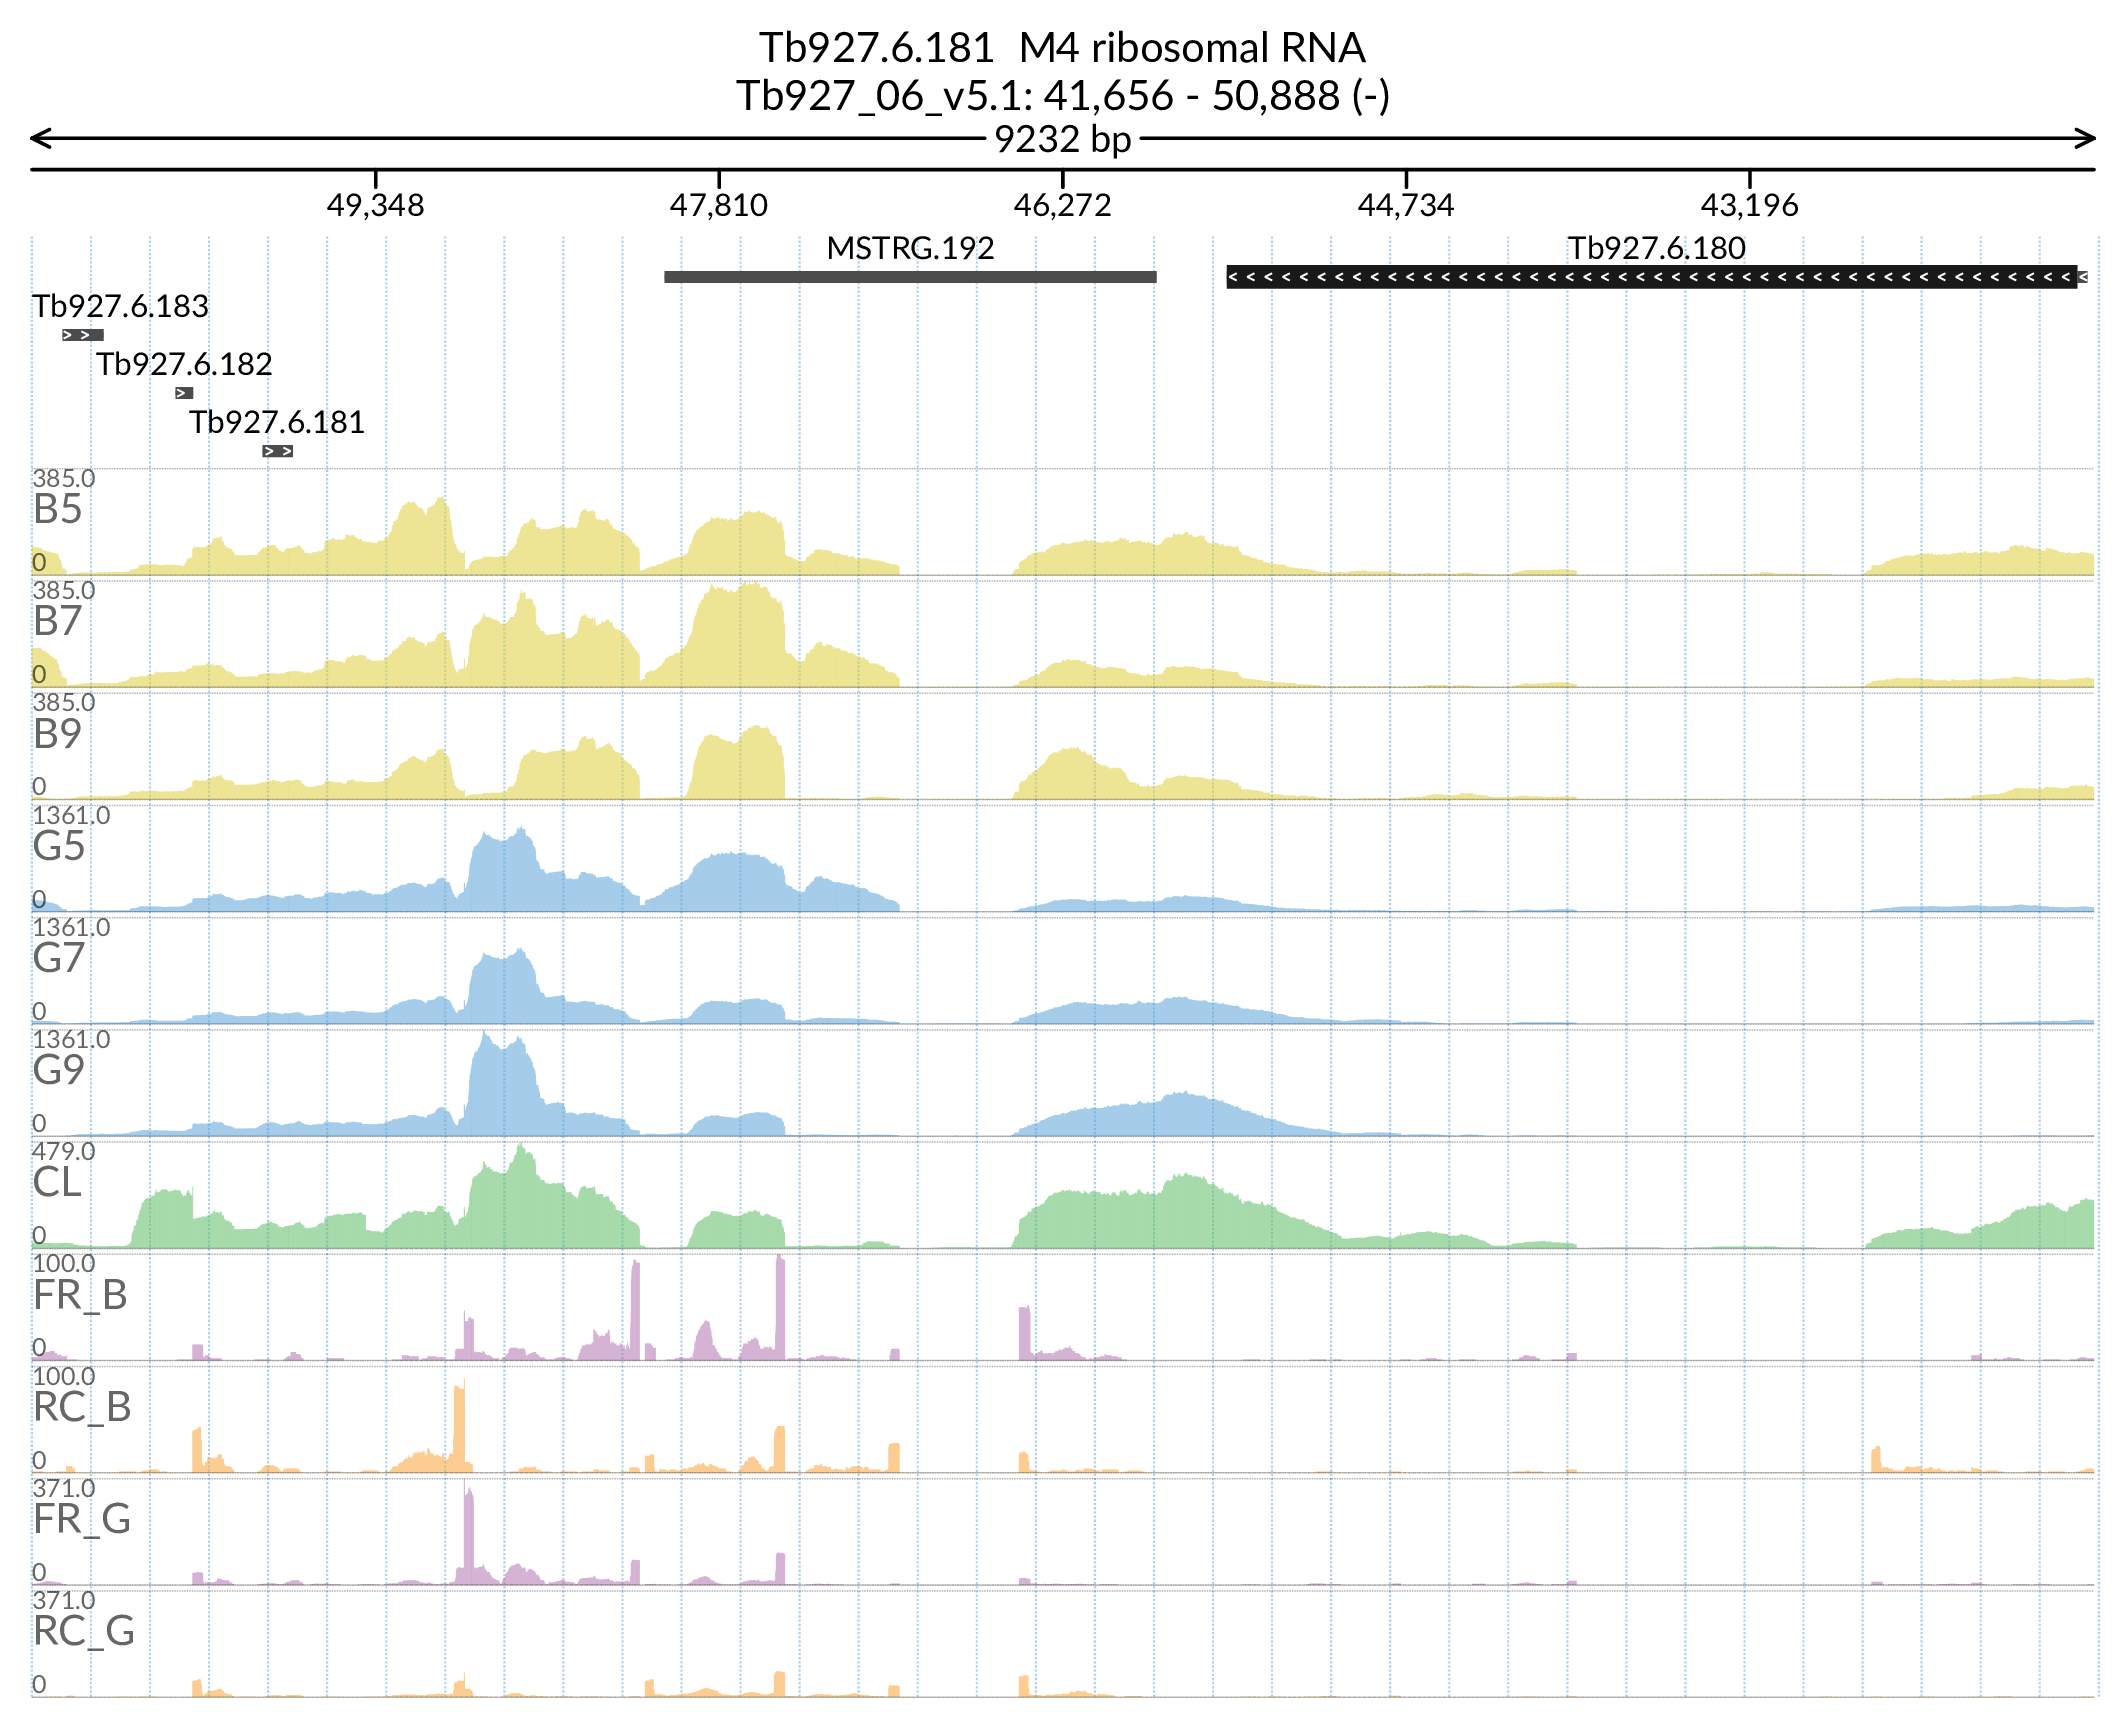 Tb927.6.181 M4 ribosomal RNA
Tb927_06_v5.1: 41,656 - 50,888 (-)
9232 bp
49,348 47,810 46,272 44,734 43,196
MSTRG.192 Tb927.6.180
Tb927.6.183
Tb927.6.182
Tb927.6.181
385.0
B5
0
385.0
B7
0
385.0
B9
0
1361.0
G5
0
1361.0
G7
0
1361.0
G9
0
479.0
CL
0
100.0
FR_B
0
100.0
RC_B
0
371.0
FR_G
0
371.0
RC_G
0